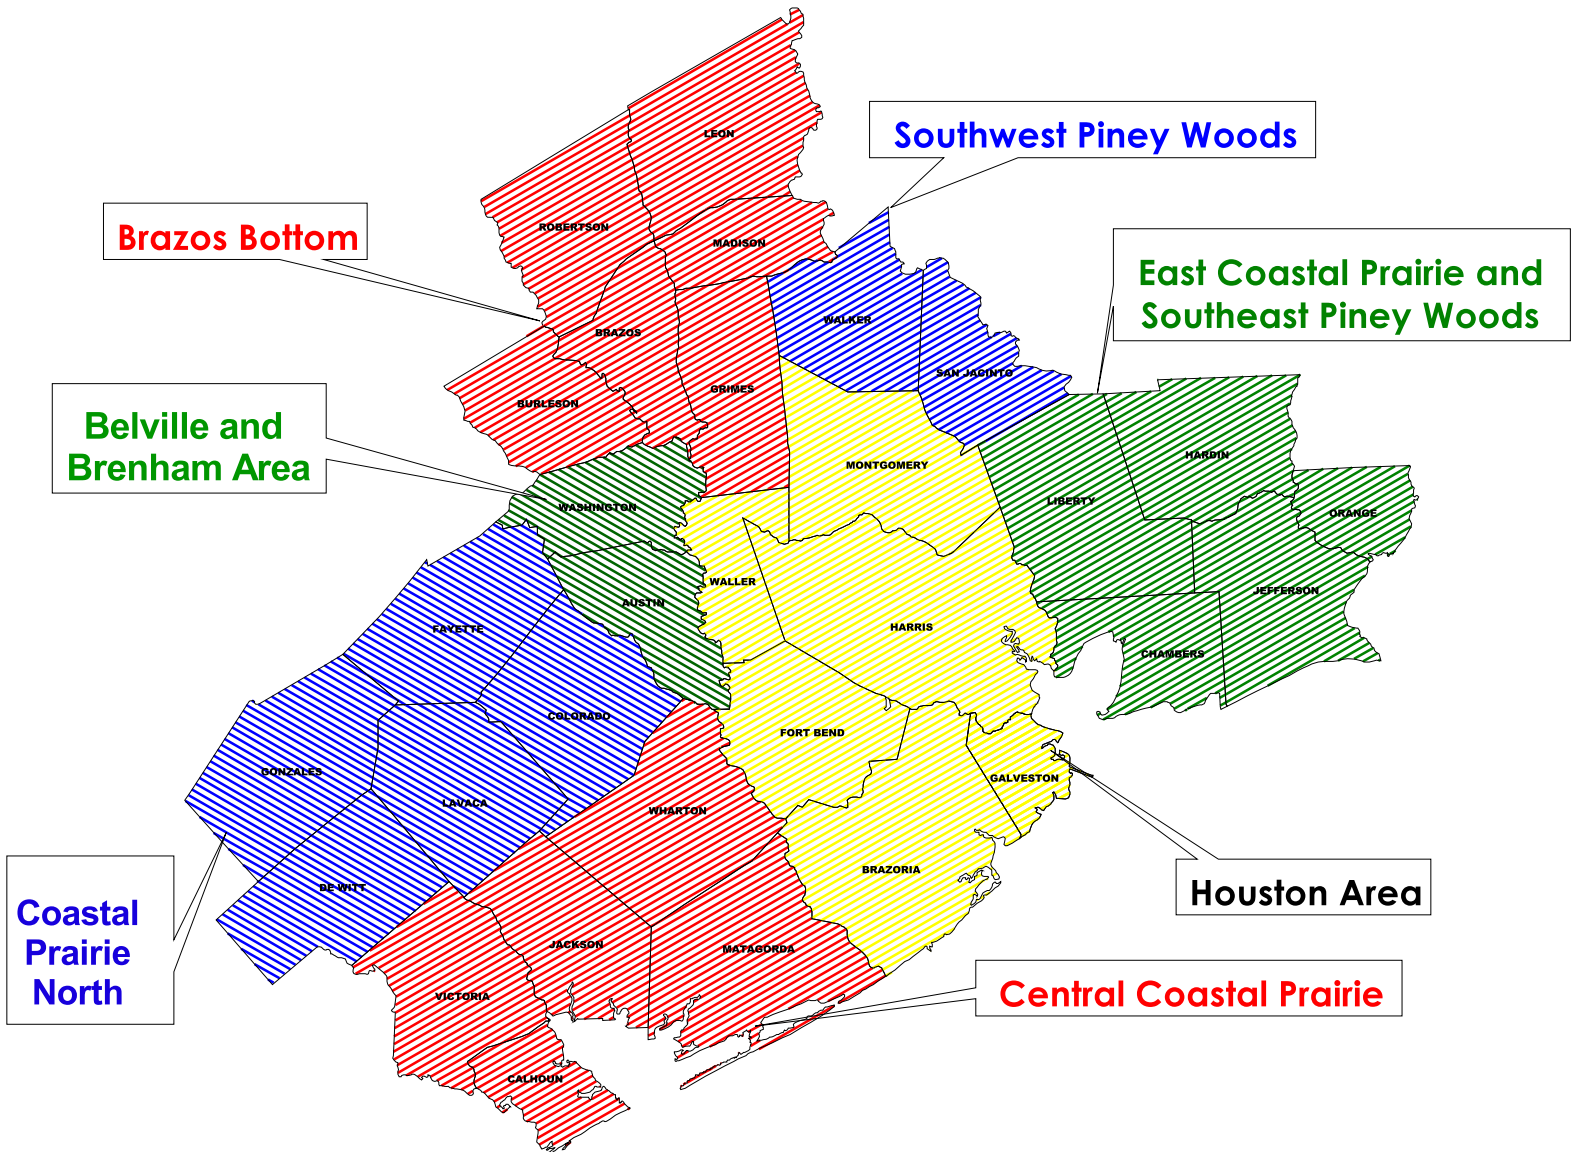 LEON
Southwest Piney Woods
ROBERTSON
MADISON
Brazos Bottom
East Coastal Prairie and
Southeast Piney Woods
WALKER
BRAZOS
SAN JACINTO
GRIMES
BURLESON
Belville and
Brenham Area
MONTGOMERY
HARDIN
LIBERTY
WASHINGTON
ORANGE
WALLER
JEFFERSON
AUSTIN
FAYETTE
HARRIS
CHAMBERS
COLORADO
FORT BEND
GONZALES
GALVESTON
LAVACA
WHARTON
BRAZORIA
DE WITT
Houston Area
Coastal
Prairie
North
JACKSON
MATAGORDA
VICTORIA
Central Coastal Prairie
CALHOUN